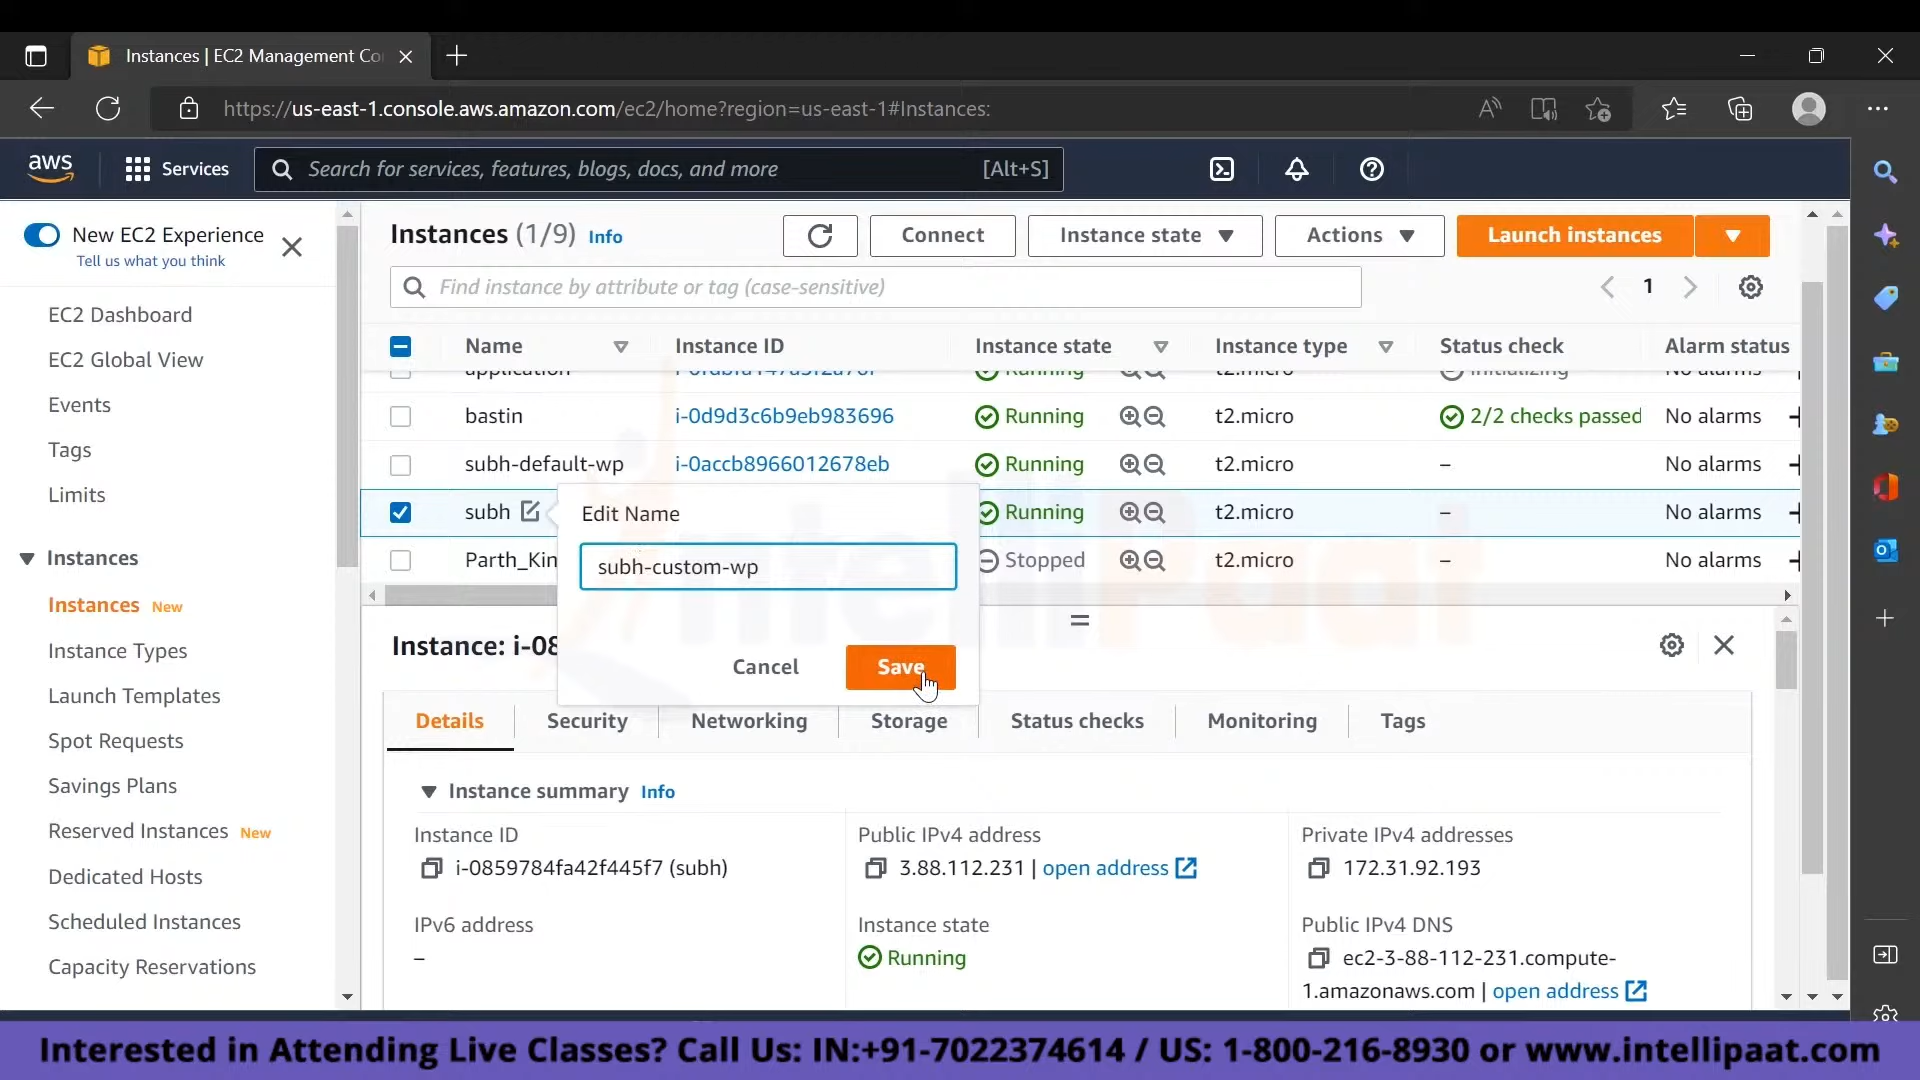 Instances | EC2 Management Co
https://us-east-1.console.aws.amazon.com/ec2/home?region=us-east-1#Instances:
aws
Services
Search for services, features, blogs, docs, and more
[Alt+S]
New EC2 Experience
Tell us what you think
EC2 Dashboard
EC2 Global View
Events
Tags
Limits
Instances
Instances New
Instance Types
Launch Templates
Spot Requests
Savings Plans
Reserved Instances New
Dedicated Hosts
Scheduled Instances
Capacity Reservations
Instances (1/9) Info
Connect
Instance state
Actions
Launch instances
Find instance by attribute or tag (case-sensitive)
1
Name Instance ID Instance state Instance type Status check Alarm status
application Running t2.micro Initializing No alarms
bastin i-0d9d3c6b9eb983696 Running t2.micro 2/2 checks passed No alarms
subh-default-wp i-0accb8966012678eb Running t2.micro – No alarms
subh Running t2.micro – No alarms
Parth_Kin Stopped t2.micro – No alarms
Edit Name
subh-custom-wp
Cancel
Save
Instance: i-08
Details Security Networking Storage Status checks Monitoring Tags
Instance summary Info
Instance ID
i-0859784fa42f445f7 (subh)
Public IPv4 address
3.88.112.231 | open address
Private IPv4 addresses
172.31.92.193
IPv6 address
–
Instance state
Running
Public IPv4 DNS
ec2-3-88-112-231.compute-
1.amazonaws.com | open address
intelliPaat
Interested in Attending Live Classes? Call Us: IN:+91-7022374614 / US: 1-800-216-8930 or www.intellipaat.com